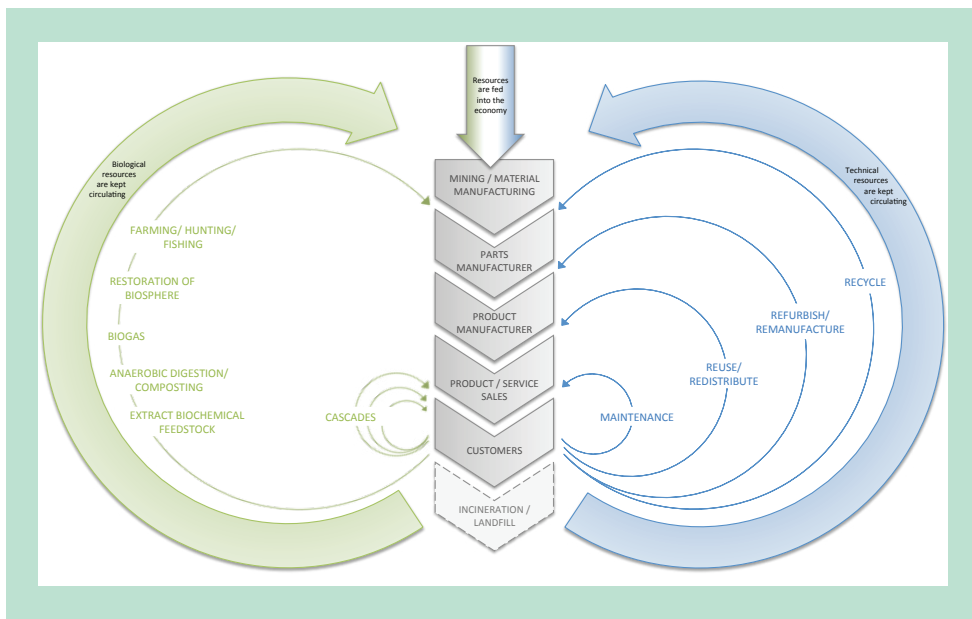 Resources
are fed
into the
economy
Biological
resources
are kept
circulating
Technical
resources
are kept
circulating
MINING / MATERIAL
MANUFACTURING
PARTS
MANUFACTURER
PRODUCT
MANUFACTURER
PRODUCT / SERVICE
SALES
CUSTOMERS
INCINERATION /
LANDFILL
FARMING/ HUNTING/
FISHING
RESTORATION OF
BIOSPHERE
BIOGAS
ANAEROBIC DIGESTION/
COMPOSTING
EXTRACT BIOCHEMICAL
FEEDSTOCK
CASCADES
MAINTENANCE
REUSE/
REDISTRIBUTE
REFURBISH/
REMANUFACTURE
RECYCLE